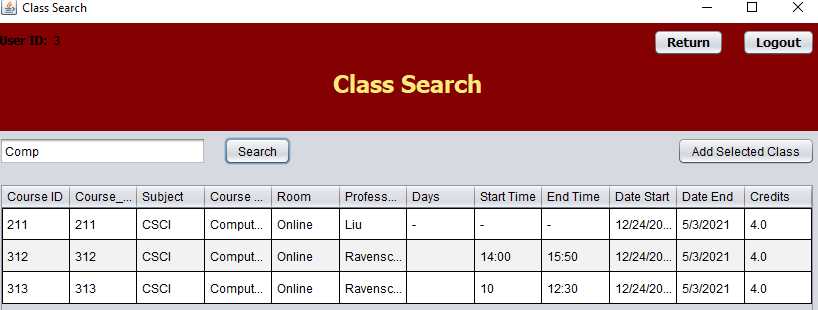 Class Search
User ID: 3
Return Logout
Class Search
Comp Search Add Selected Class
Course ID Course_... Subject Course ... Room Profess... Days Start Time End Time Date Start Date End Credits
211 211 CSCI Comput... Online Liu - - - 12/24/20... 5/3/2021 4.0
312 312 CSCI Comput... Online Ravensc... 14:00 15:50 12/24/20... 5/3/2021 4.0
313 313 CSCI Comput... Online Ravensc... 10 12:30 12/24/20... 5/3/2021 4.0